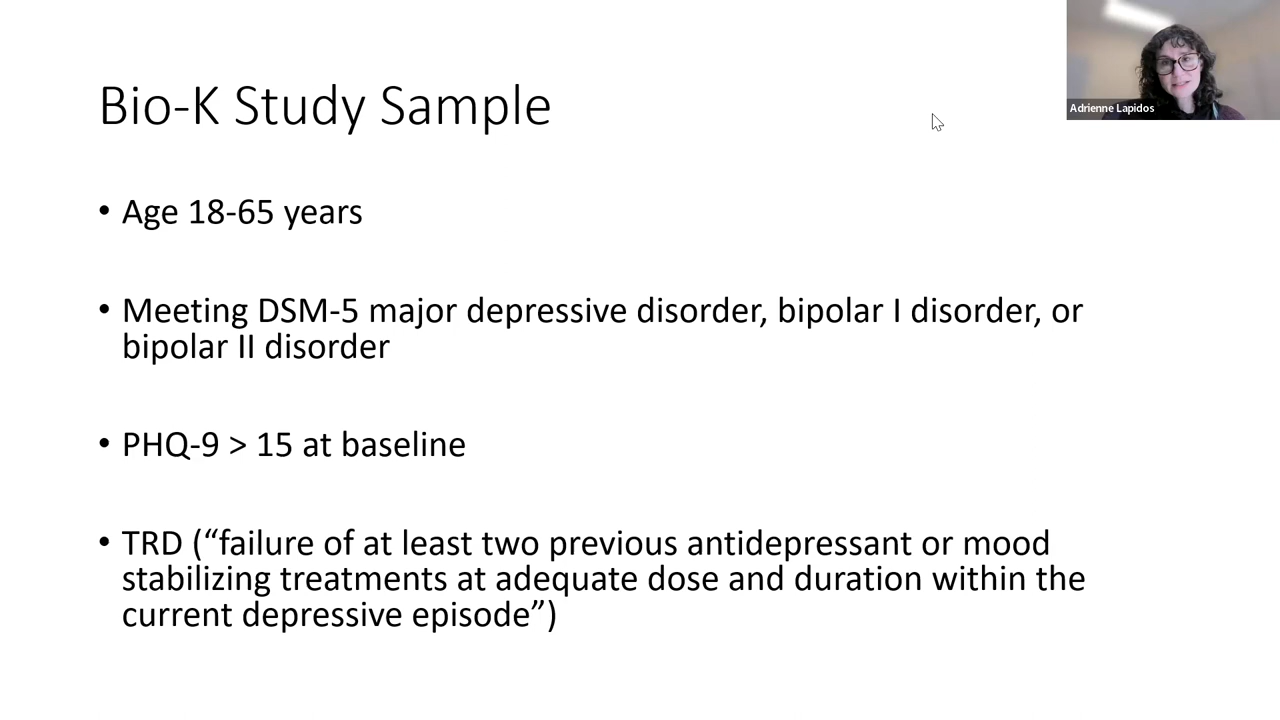 Bio-K Study Sample
Adrienne Lapidos
• Age 18-65 years
• Meeting DSM-5 major depressive disorder, bipolar I disorder, or
bipolar II disorder
• PHQ-9 > 15 at baseline
• TRD (“failure of at least two previous antidepressant or mood
stabilizing treatments at adequate dose and duration within the
current depressive episode”)